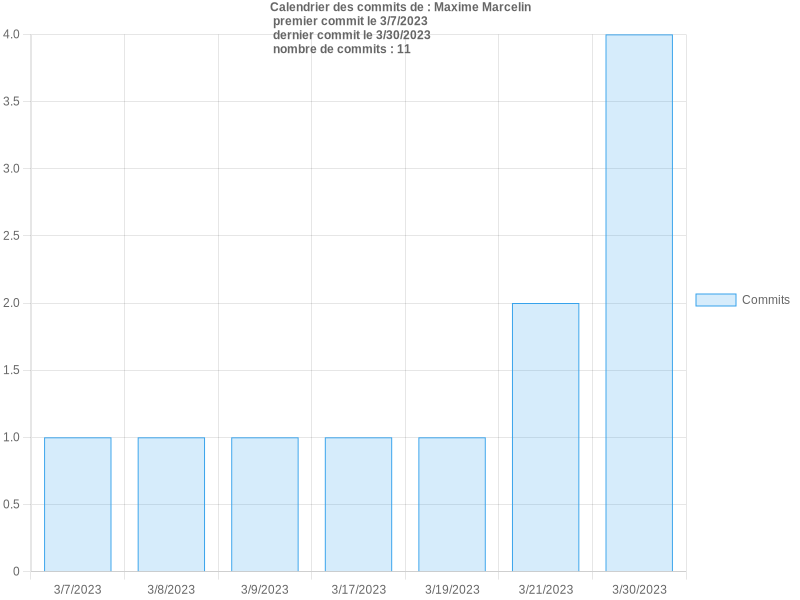 Calendrier des commits de : Maxime Marcelin
premier commit le 3/7/2023
dernier commit le 3/30/2023
nombre de commits : 11
4.0
3.5
3.0
2.5
2.0
1.5
1.0
0.5
0
Commits
3/7/2023 3/8/2023 3/9/2023 3/17/2023 3/19/2023 3/21/2023 3/30/2023